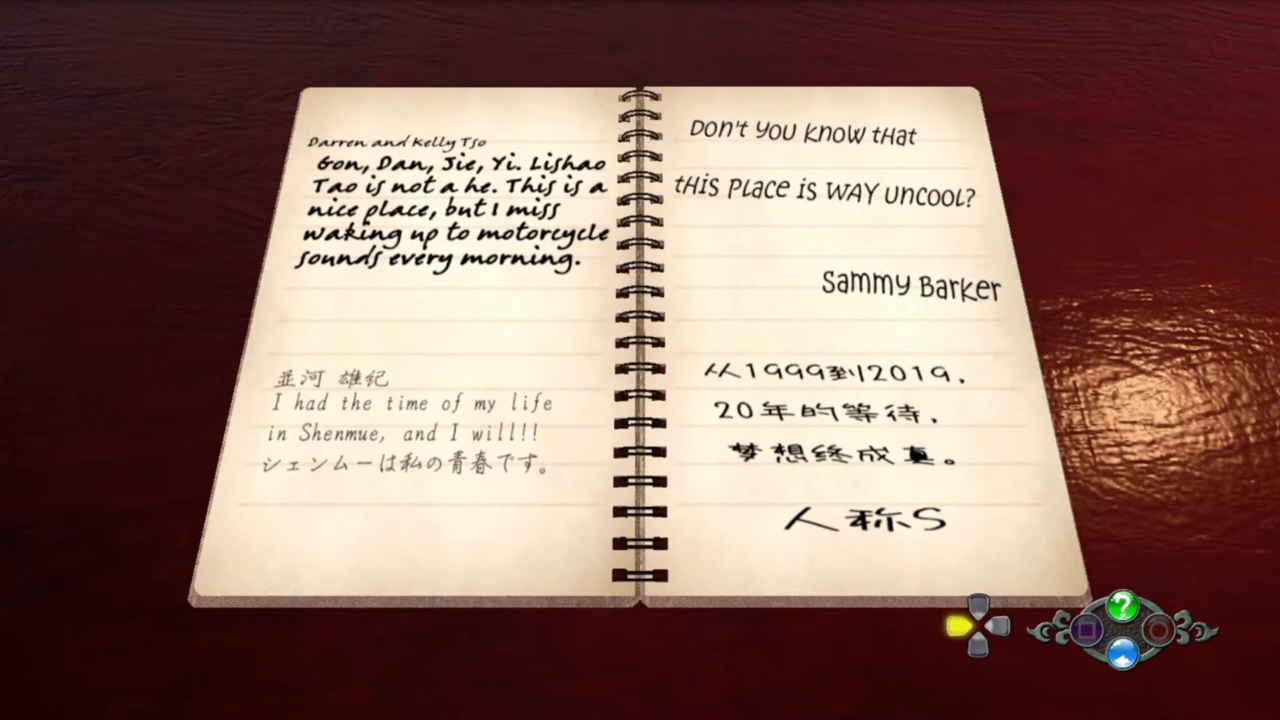 Darren and Kelly Tso
Gon, Dan, Jie, Yi. Lishao
Tao is not a he. This is a
nice place, but I miss
waking up to motorcycle
sounds every morning.
並河 雄紀
I had the time of my life
in Shenmue, and I will!!
シェンムーは私の青春です。
Don't you know that
this place is WAY uncool?
Sammy Barker
从1999到2019,
20年的等待,
梦想终成真。
人称S
?